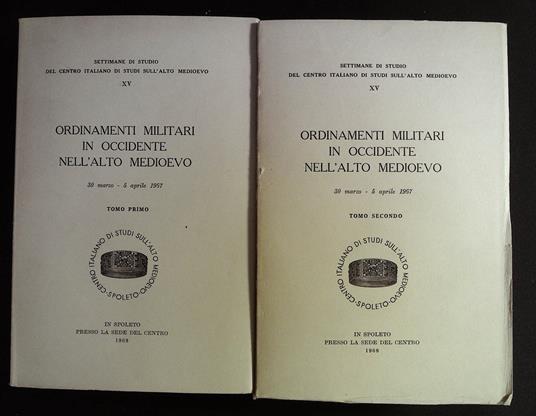 SETTIMANE DI STUDIO
DEL CENTRO ITALIANO DI STUDI SULL'ALTO MEDIOEVO
XV
ORDINAMENTI MILITARI
IN OCCIDENTE
NELL'ALTO MEDIOEVO
30 marzo - 5 aprile 1967
TOMO PRIMO
CENTRO ITALIANO DI STUDI SULL'ALTO MEDIOEVO-SPOLETO-
IN SPOLETO
PRESSO LA SEDE DEL CENTRO
1968
SETTIMANE DI STUDIO
DEL CENTRO ITALIANO DI STUDI SULL'ALTO MEDIOEVO
XV
ORDINAMENTI MILITARI
IN OCCIDENTE
NELL'ALTO MEDIOEVO
30 marzo - 5 aprile 1967
TOMO SECONDO
CENTRO ITALIANO DI STUDI SULL'ALTO MEDIOEVO-SPOLETO-
IN SPOLETO
PRESSO LA SEDE DEL CENTRO
1968